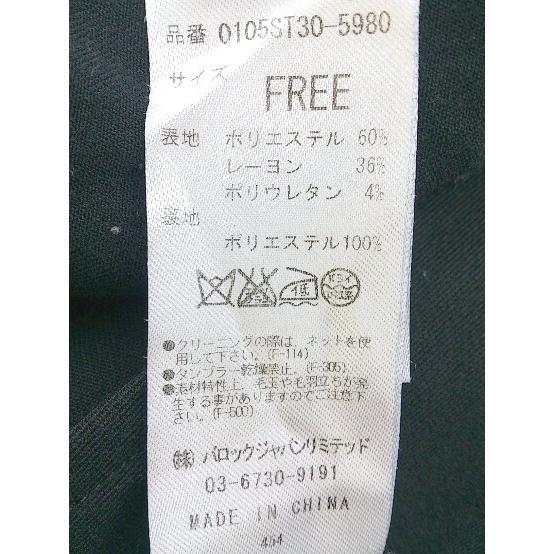 品番 0105ST30-5980
サイズ
FREE
表地 ポリエステル 60%
レーヨン 36%
ポリウレタン 4%
裏地
ポリエステル100%
低
ドライ
●クリーニングの際は、ネットを使
用して下さい。(F-114)
●タンブラー乾燥禁止。(F-305)
●素材特性上、毛玉や毛羽立ちが発
生する事がありますのでご注意下
さい。(F-500)
㈱ バロックジャパンリミテッド
03-6730-9191
MADE IN CHINA
454